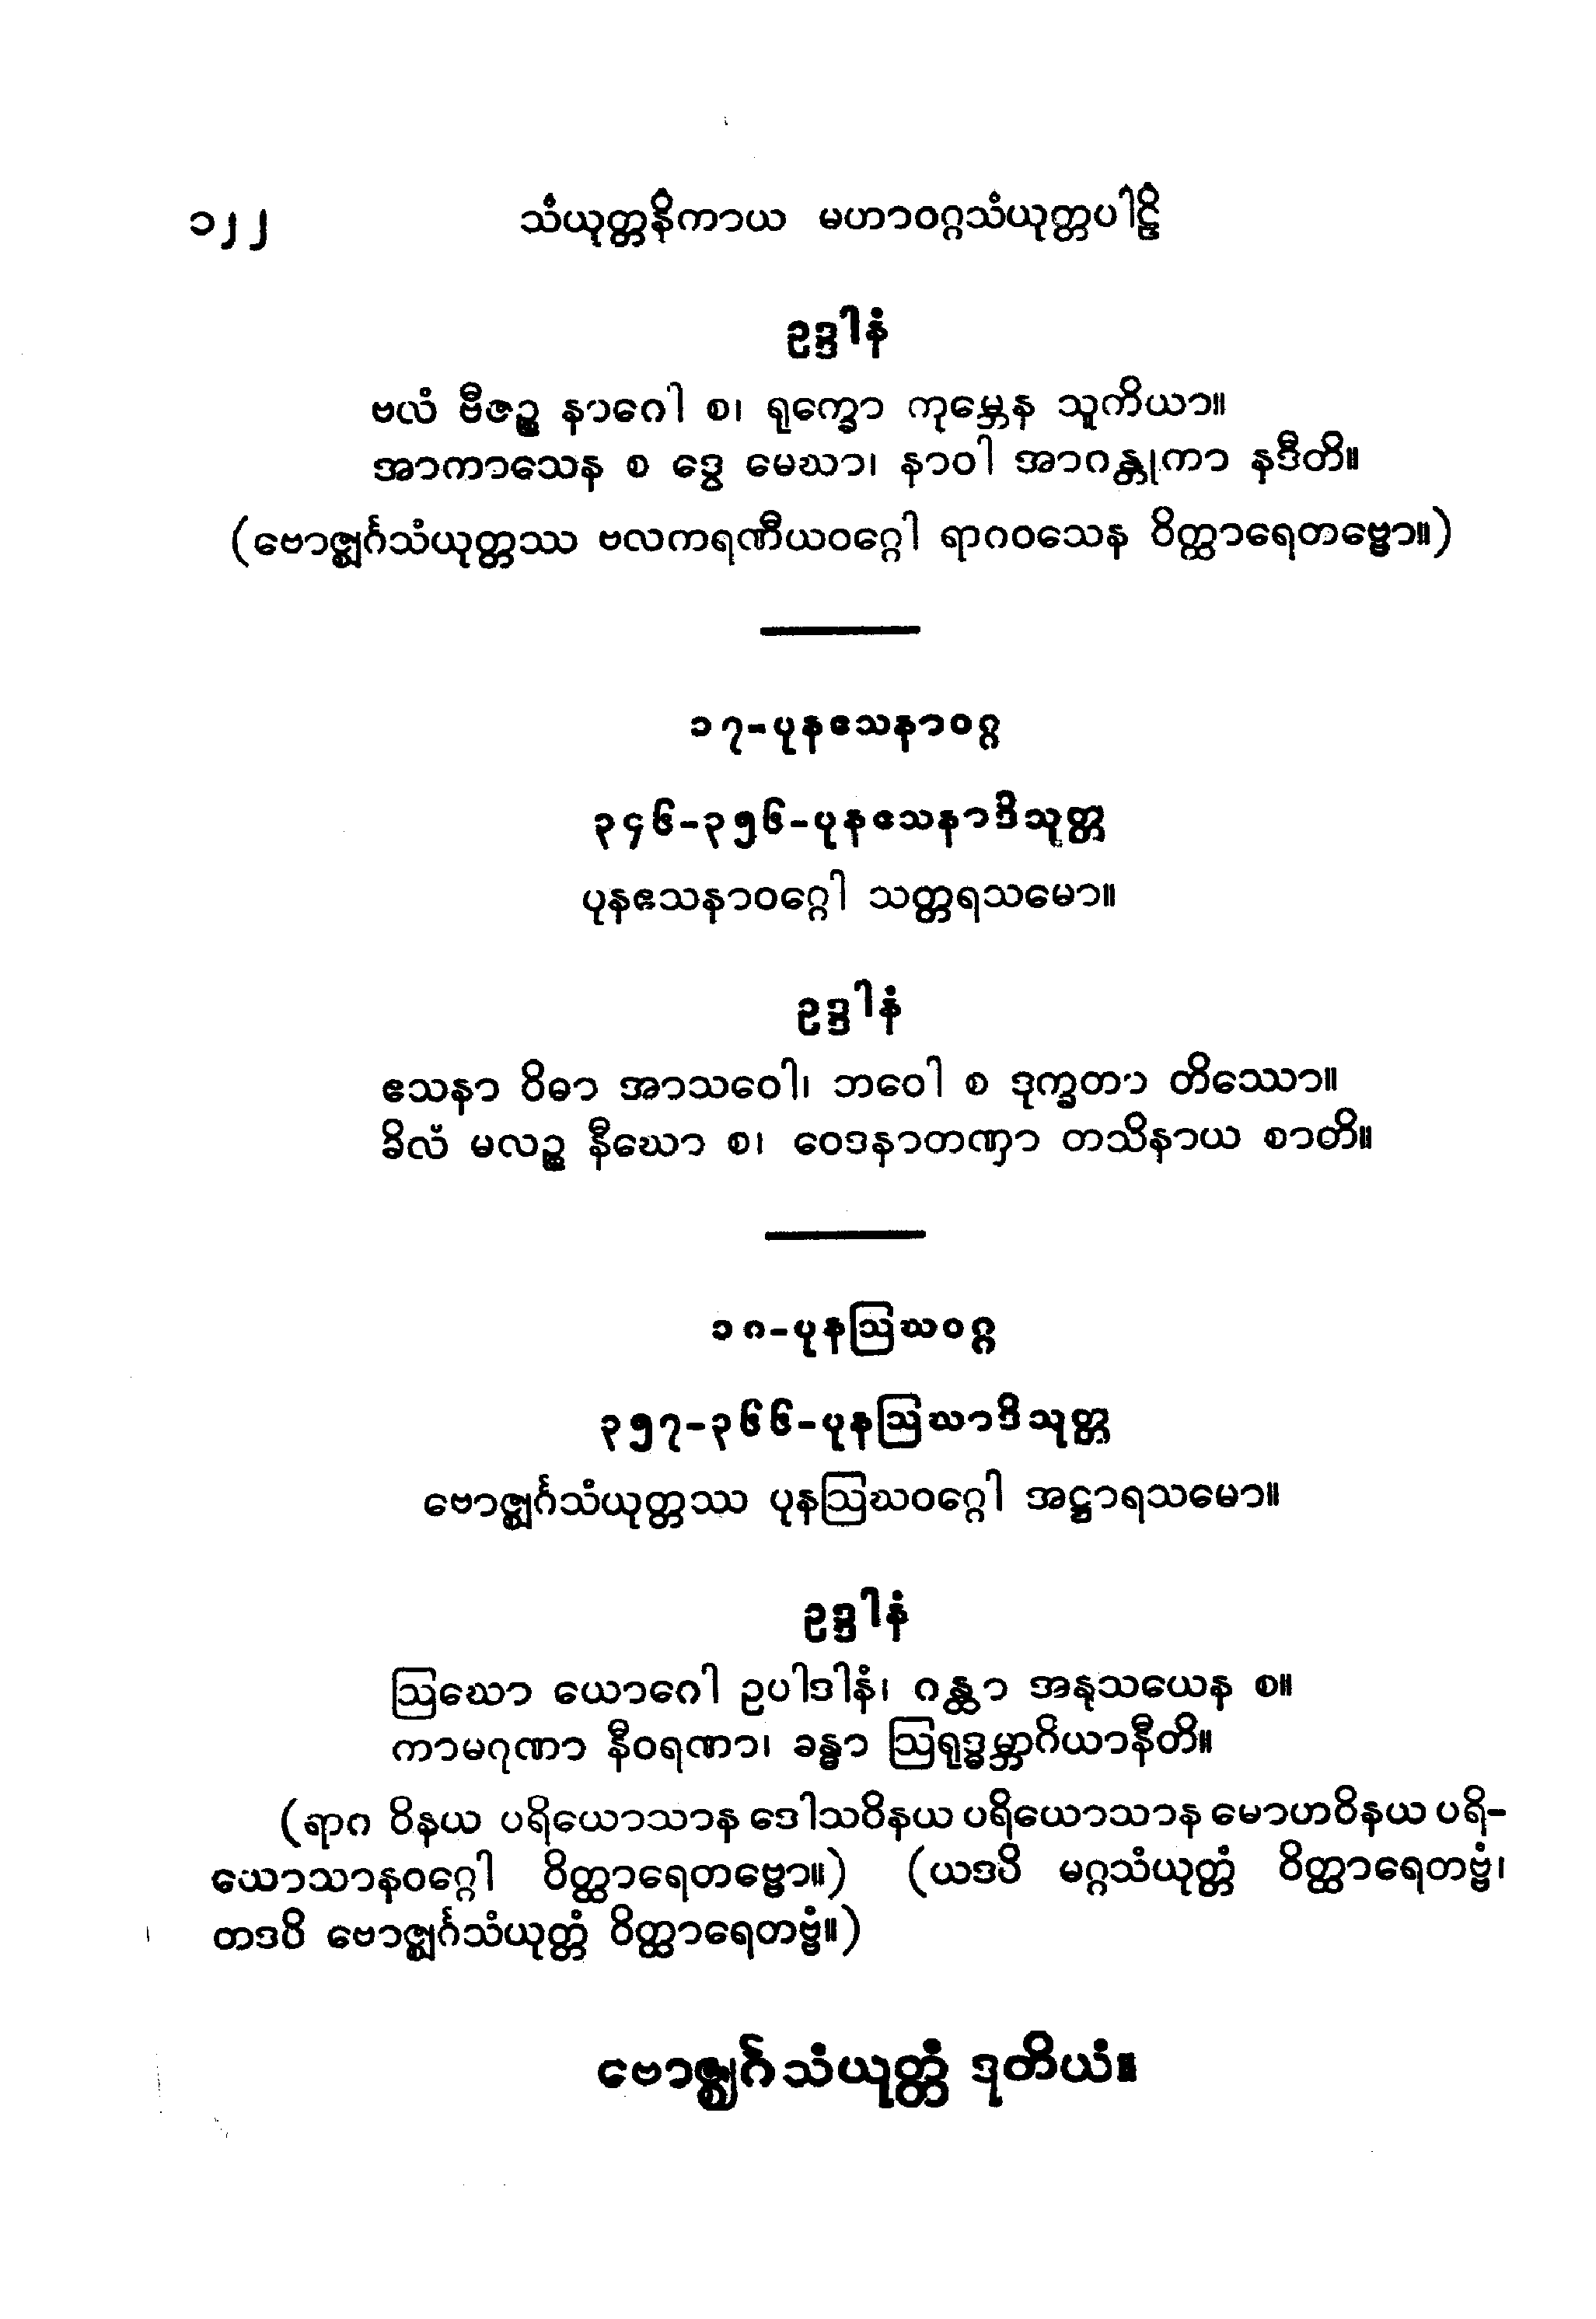 ၁၂၂ သံယုတ္တနိကာယ မဟာဝဂ္ဂသံယုတ္တပါဠိ
ဥဒ္ဒါနံ
ဗလံ ဗီဇဉ္စ နာဂေါ စ၊ ရုက္ခော ကုမ္ဘေန သူကိယာ။
အာကာသေန စ ဒွေ မေဃာ၊ နာဝါ အာဂန္တုကာ နဒီတိ။
(ဗောဇ္ဈင်္ဂသံယုတ္တဿ ဗလကရဏီယဝဂ္ဂေါ ရာဂဝသေန ဝိတ္ထာရေတဗ္ဗော။)
၁၇-ပုနဧသနာဝဂ္ဂ
၃၄၆-၃၅၆-ပုနဧသနာဒိသုတ္တ
ပုနဧသနာဝဂ္ဂေါ သတ္တရသမော။
ဥဒ္ဒါနံ
ဧသနာ ဝိဓာ အာသဝေါ၊ ဘဝေါ စ ဒုက္ခတာ တိဿော။
ခိလံ မလဉ္စ နီဃော စ၊ ဝေဒနာတဏှာ တသိနာယ စာတိ။
၁၈-ပုနဩဃဝဂ္ဂ
၃၅၇-၃၆၆-ပုနဩဃာဒိသုတ္တ
ဗောဇ္ဈင်္ဂသံယုတ္တဿ ပုနဩဃဝဂ္ဂေါ အဋ္ဌာရသမော။
ဥဒ္ဒါနံ
ဩဃော ယောဂေါ ဥပါဒါနံ၊ ဂန္ထာ အနုသယေန စ။
ကာမဂုဏာ နီဝရဏာ၊ ခန္ဓာ ဩရုဒ္ဓမ္ဘာဂိယာနီတိ။
(ရာဂ ဝိနယ ပရိယောသာန ဒေါသဝိနယ ပရိယောသာန မောဟဝိနယ ပရိ-
ယောသာနဝဂ္ဂေါ ဝိတ္ထာရေတဗ္ဗော။) (ယဒပိ မဂ္ဂသံယုတ္တံ ဝိတ္ထာရေတဗ္ဗံ၊
တဒပိ ဗောဇ္ဈင်္ဂသံယုတ္တံ ဝိတ္ထာရေတဗ္ဗံ။)
ဗောဇ္ဈင်္ဂသံယုတ္တံ ဒုတိယံ။